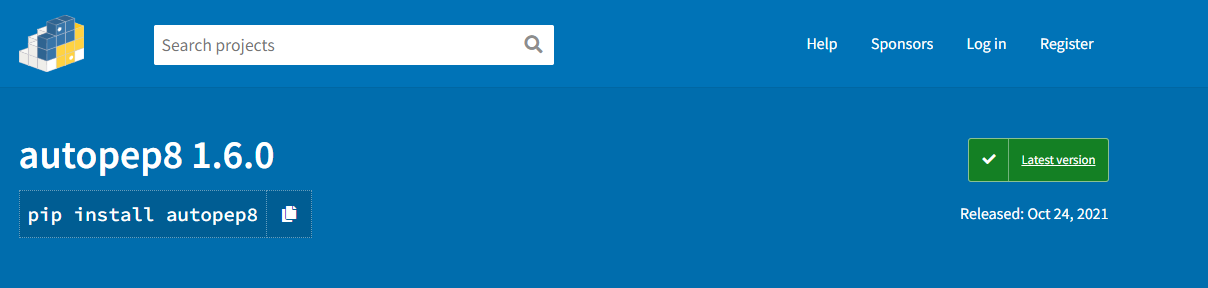 Search projects
Help Sponsors Log in Register
autopep8 1.6.0
Latest version
pip install autopep8
Released: Oct 24, 2021